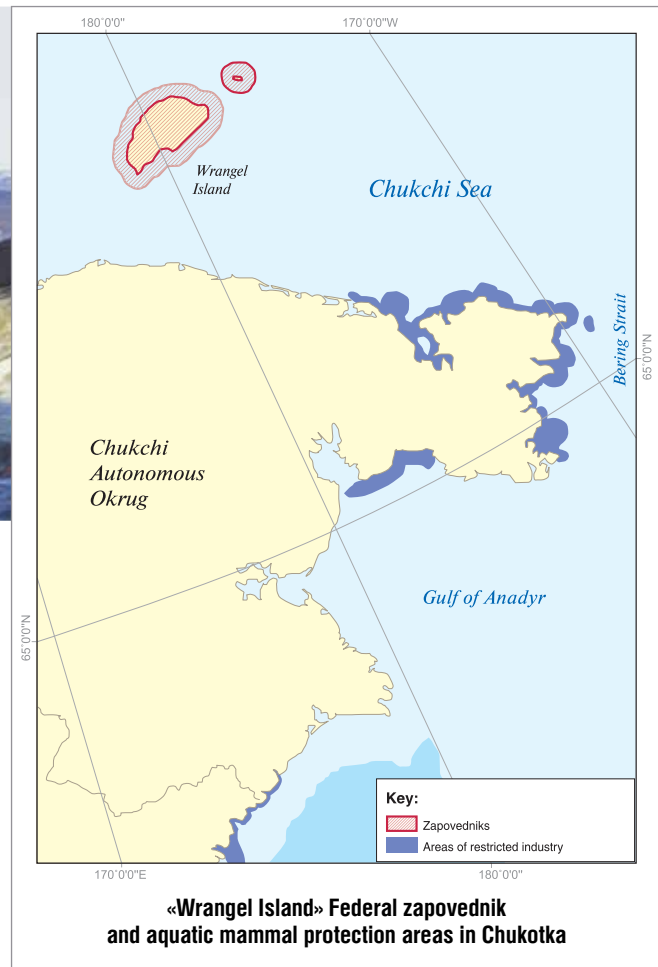 180°0'0"
170°0'0"W
Wrangel
Island
Chukchi Sea
Bering Strait
65°0'0"N
Chukchi
Autonomous
Okrug
Gulf of Anadyr
65°0'0"N
Key:
Zapovedniks
Areas of restricted industry
170°0'0"E
180°0'0"
«Wrangel Island» Federal zapovednik
and aquatic mammal protection areas in Chukotka